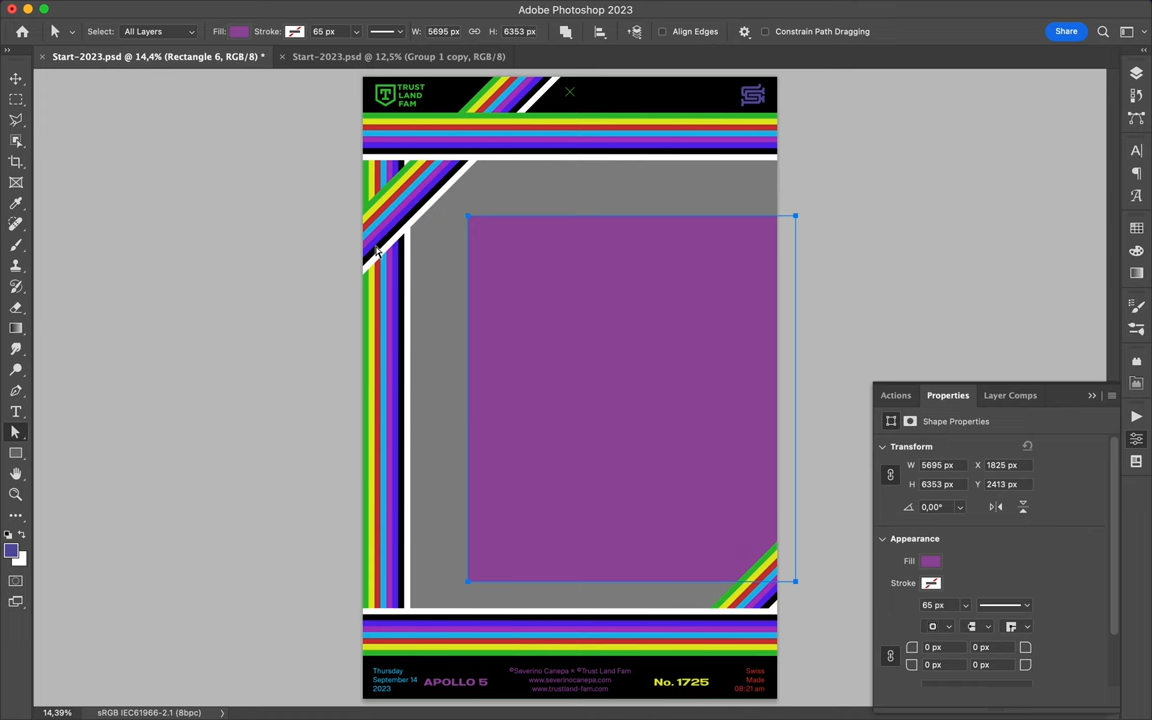 Adobe Photoshop 2023
Select: All Layers Fill: Stroke: 65 px W: 5695 px H: 6353 px Align Edges Constrain Path Dragging Share
Start-2023.psd @ 14,4% (Rectangle 6, RGB/8) * Start-2023.psd @ 12,5% (Group 1 copy, RGB/8)
TRUST
LAND
FAM
Actions Properties Layer Comps
Shape Properties
Transform
W 5695 px X 1825 px
H 6353 px Y 2413 px
0,00°
Appearance
Fill
Stroke
65 px
0 px 0 px
0 px 0 px
Thursday
September 14
2023
APOLLO 5
©Severino Canepa × ©Trust Land Fam
www.severinocanepa.com
www.trustland-fam.com
No. 1725
Swiss
Made
08:21 am
14,39% sRGB IEC61966-2.1 (8bpc)